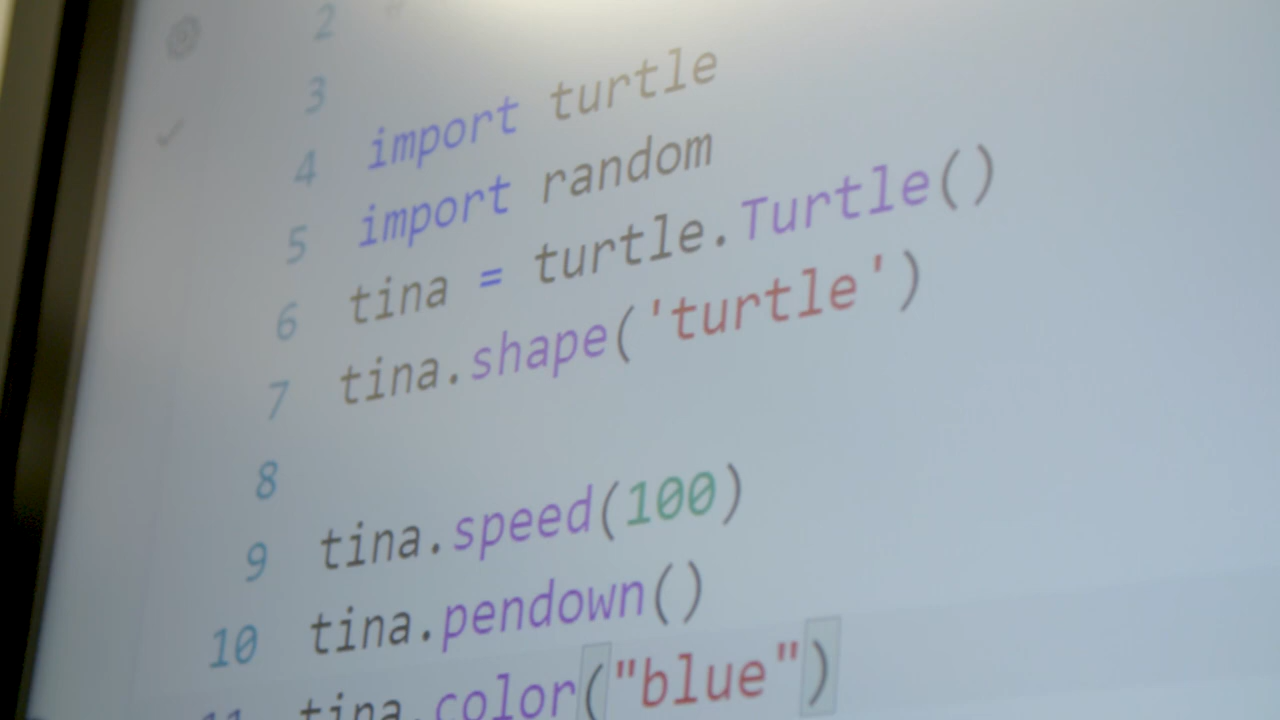 2
3
4 import turtle
5 import random
6 tina = turtle.Turtle()
7 tina.shape('turtle')
8
9 tina.speed(100)
10 tina.pendown()
11 tina.color("blue")